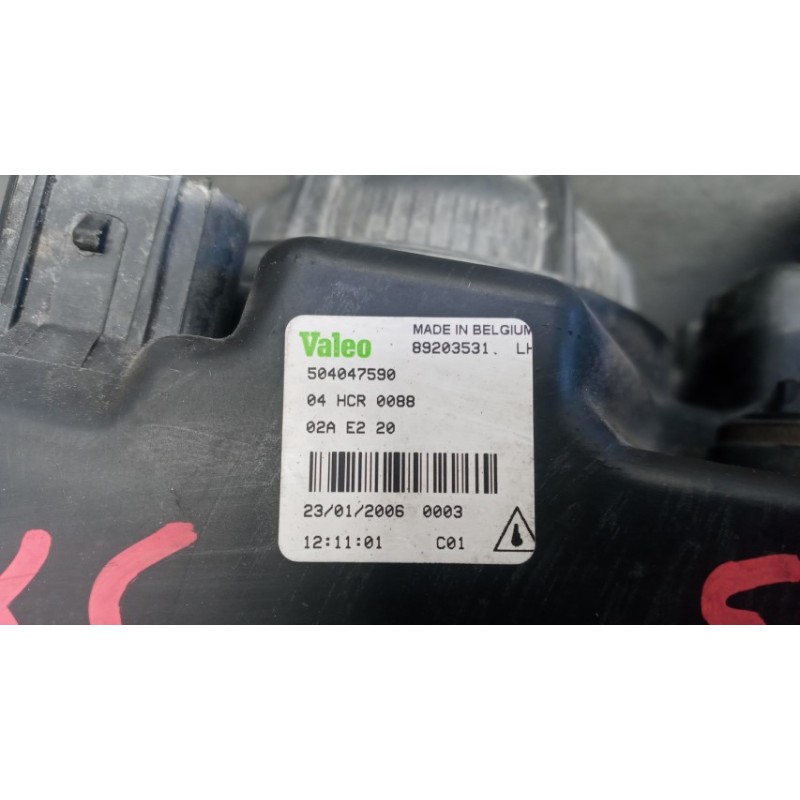 Valeo MADE IN BELGIUM
89203531. LH
504047590
04 HCR 0088
02A E2 20
23/01/2006 0003
12:11:01 C01